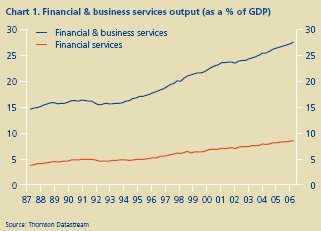 Chart 1. Financial & business services output (as a % of GDP)
30 30
Financial & business services
Financial services
25 25
20 20
15 15
10 10
5 5
0 0
87 88 89 90 91 92 93 94 95 96 97 98 99 00 01 02 03 04 05 06
Source: Thomson Datastream